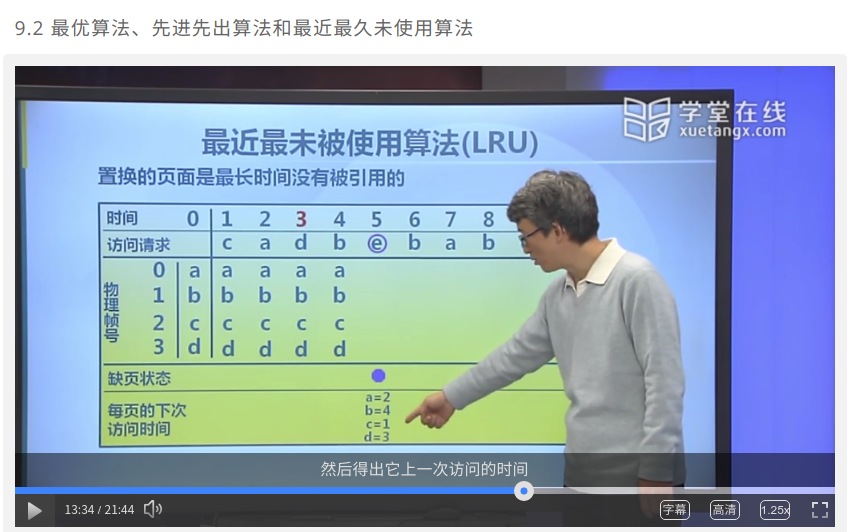 9.2 最优算法、先进先出算法和最近最久未使用算法
学堂在线
xuetangx.com
最近最未被使用算法(LRU)
置换的页面是最长时间没有被引用的
时间 0 1 2 3 4 5 6 7 8
访问请求 c a d b e b a b
物理帧号
0 a a a a a
1 b b b b b
2 c c c c c
3 d d d d d
缺页状态
每页的下次
访问时间
a=2
b=4
c=1
d=3
然后得出它上一次访问的时间
13:34 / 21:44
字幕
高清
1.25x